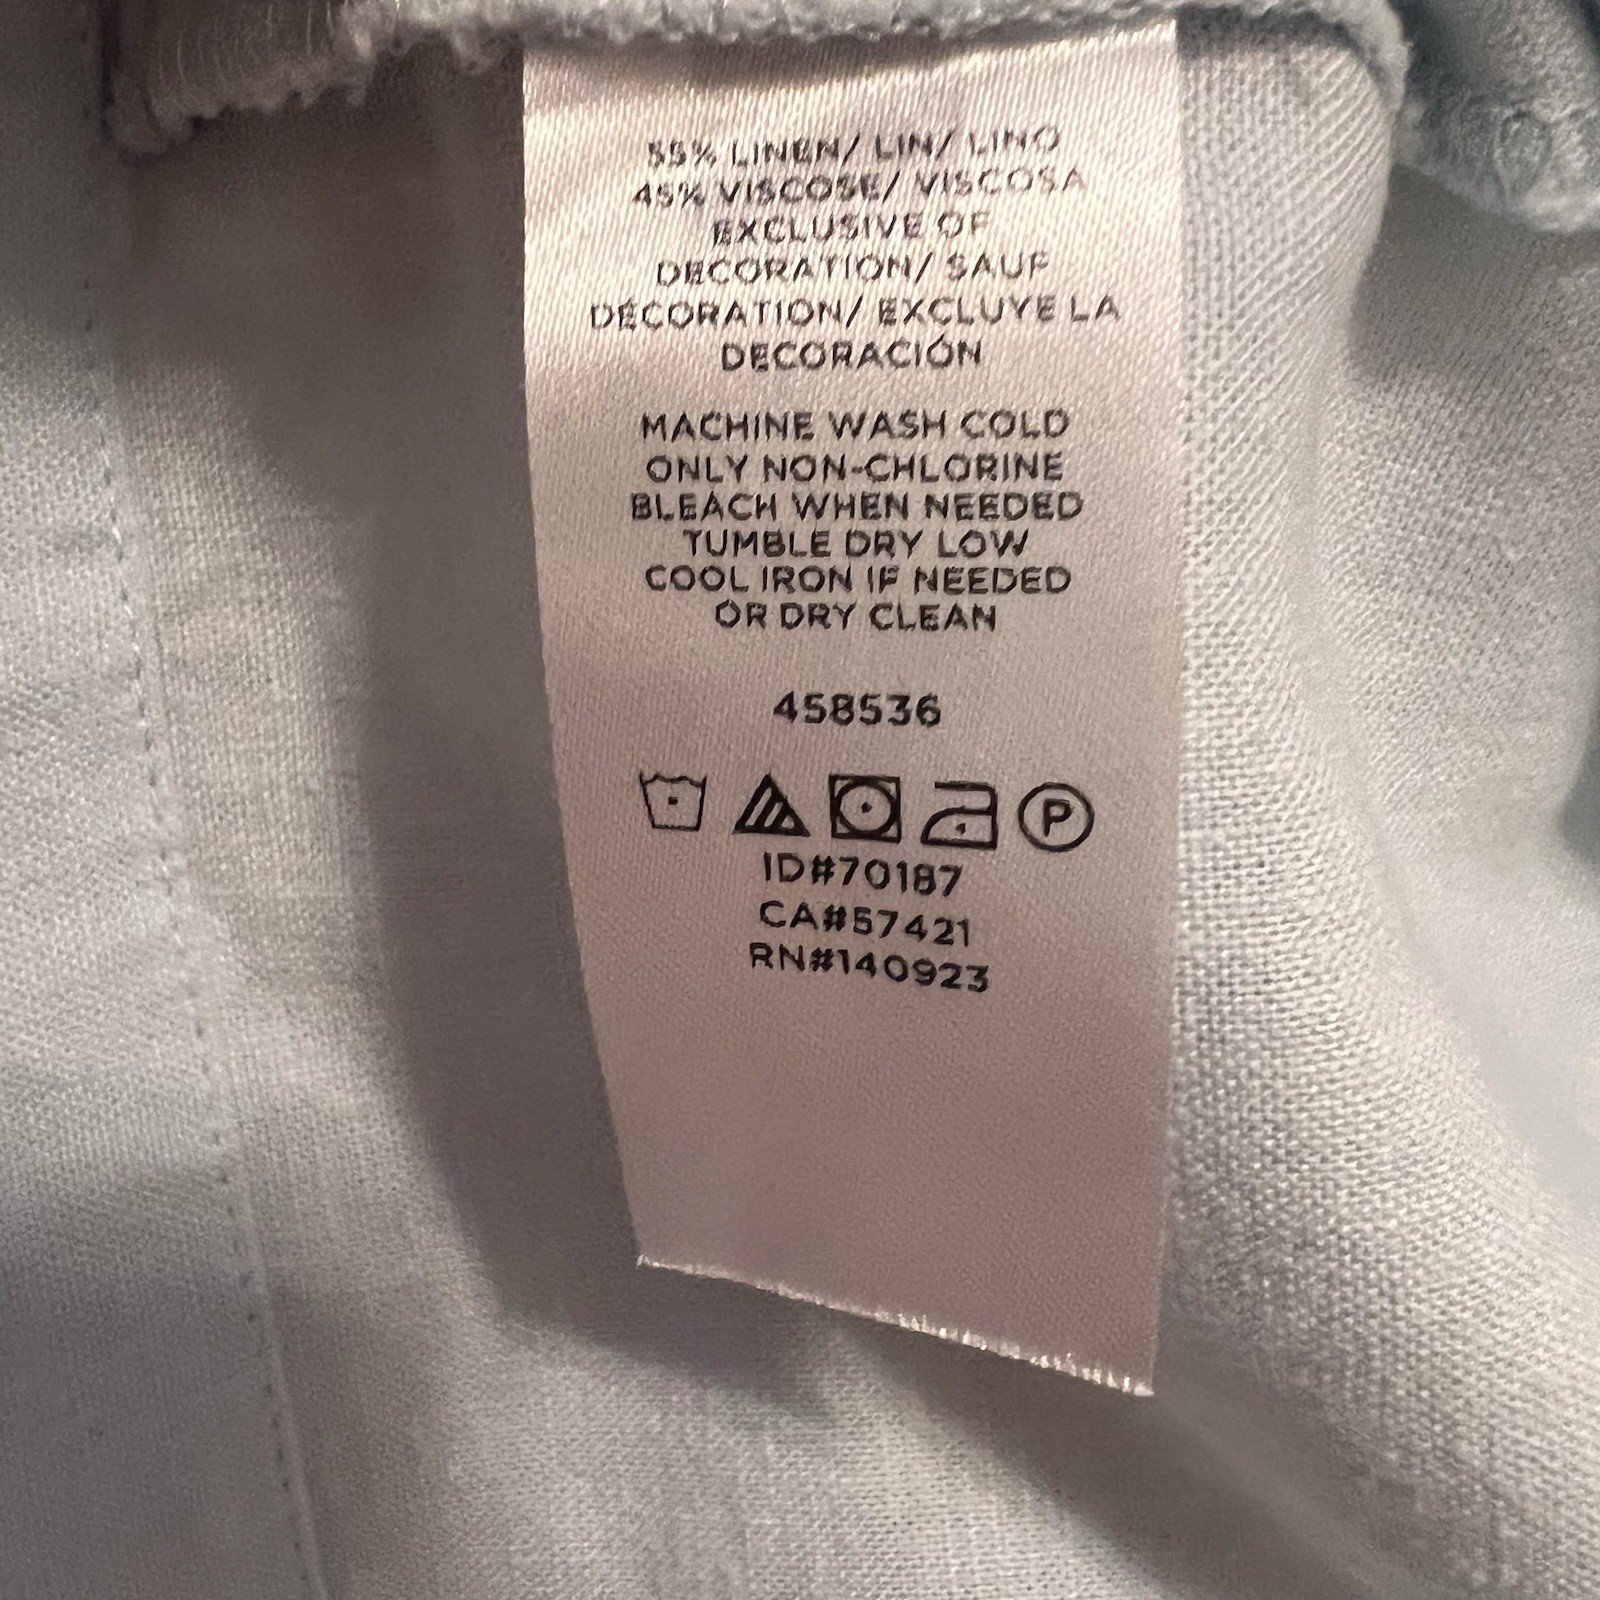 55% LINEN/ LIN/ LINO
45% VISCOSE/ VISCOSA
EXCLUSIVE OF
DECORATION/ SAUF
DÉCORATION/ EXCLUYE LA
DECORACIÓN
MACHINE WASH COLD
ONLY NON-CHLORINE
BLEACH WHEN NEEDED
TUMBLE DRY LOW
COOL IRON IF NEEDED
OR DRY CLEAN
458536
P
ID#70187
CA#57421
RN#140923